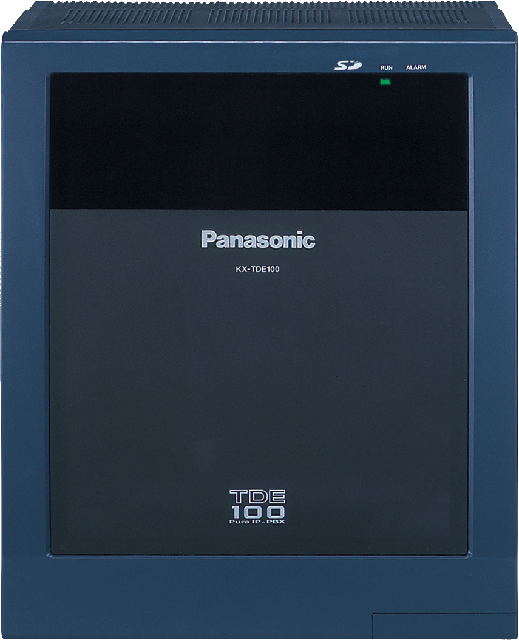 SD RUN ALARM
Panasonic
KX-TDE100
TDE
100
Pure IP-PBX